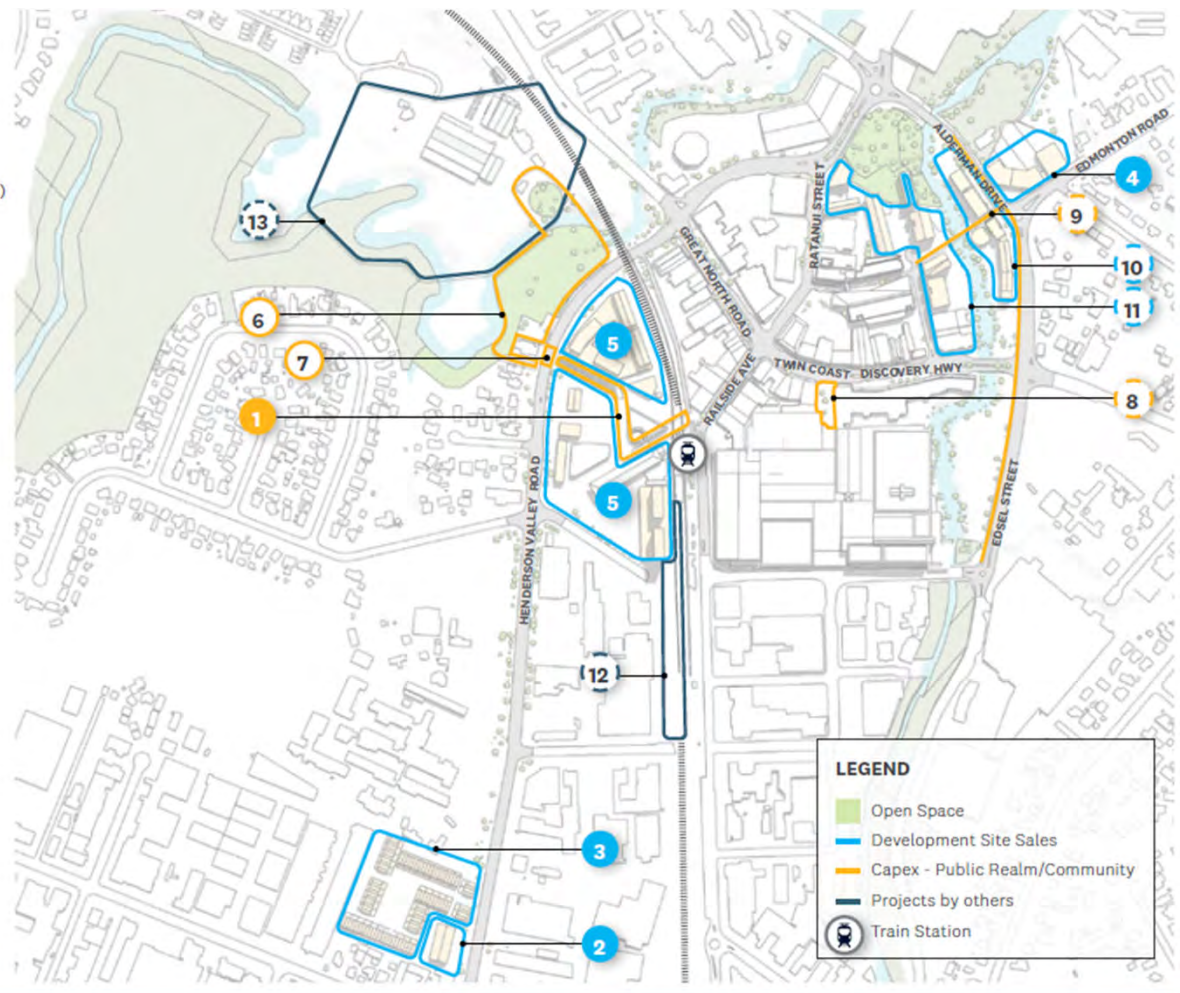 )
ALDERMAN DRIVE
EDMONTON ROAD
4
RATANUI STREET
9
13
GREAT NORTH ROAD
10
11
6
5
7
TWIN COAST DISCOVERY HWY
RAILSIDE AVE
8
1
HENDERSON VALLEY ROAD
5
EDSEL STREET
12
LEGEND
Open Space
Development Site Sales
Capex - Public Realm/Community
Projects by others
Train Station
3
2